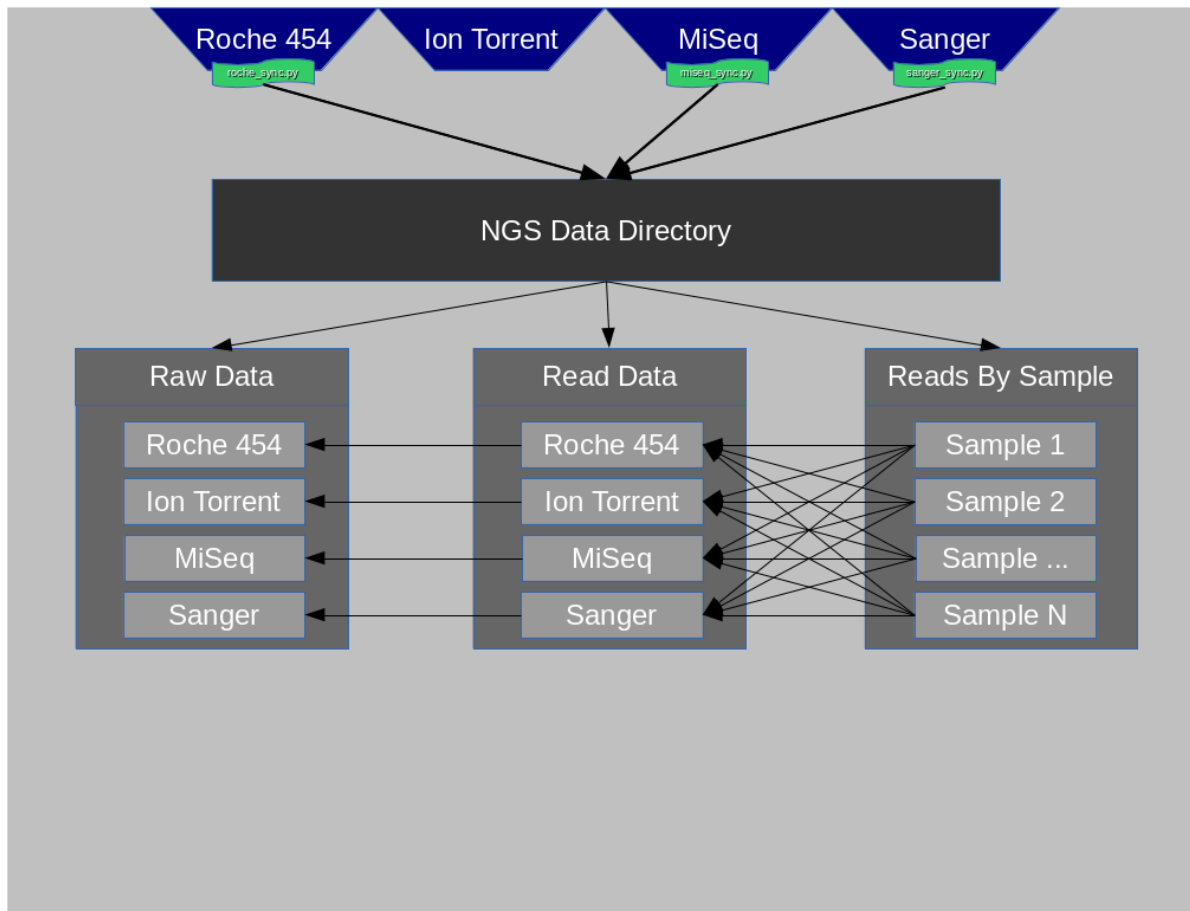 Roche 454
Ion Torrent
MiSeq
Sanger
roche_sync.py
miseq_sync.py
sanger_sync.py
NGS Data Directory
Raw Data
Roche 454
Ion Torrent
MiSeq
Sanger
Read Data
Roche 454
Ion Torrent
MiSeq
Sanger
Reads By Sample
Sample 1
Sample 2
Sample ...
Sample N